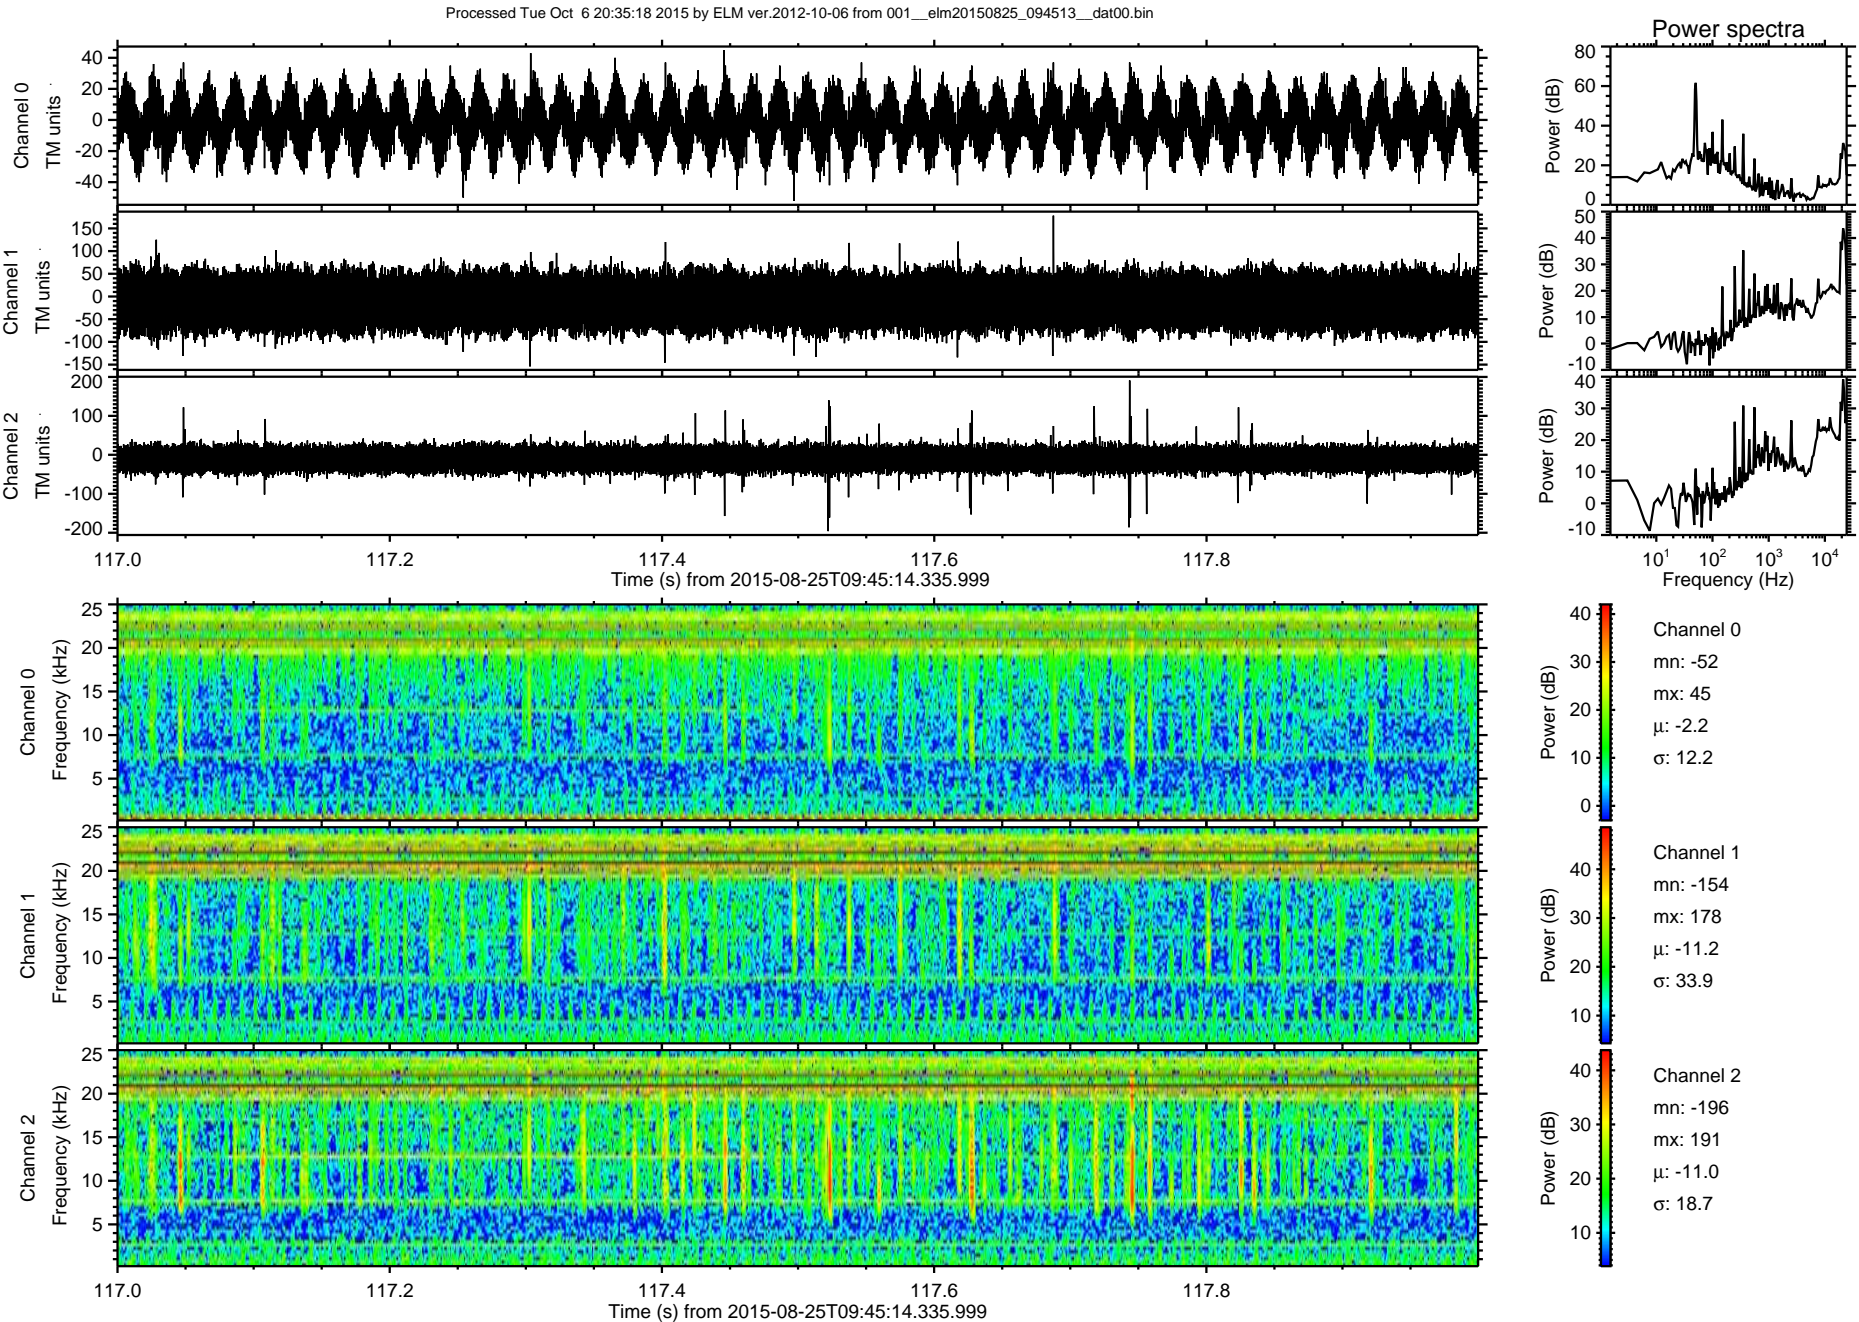 Processed Tue Oct  6 20:35:18 2015 by ELM ver.2012-10-06 from 001__elm20150825_094513__dat00.bin
Power spectra
Channel 0
TM units
40
20
0
-20
-40
Power (dB)
80
60
40
20
0
Channel 1
TM units
150
100
50
0
-50
-100
-150
Power (dB)
50
40
30
20
10
0
-10
Channel 2
TM units
200
100
0
-100
-200
Power (dB)
40
30
20
10
0
-10
117.0 117.2 117.4 117.6 117.8
Time (s) from 2015-08-25T09:45:14.335.999
10^1 10^2 10^3 10^4
Frequency (Hz)
Channel 0
Frequency (kHz)
25
20
15
10
5
Power (dB)
40
30
20
10
0
Channel 0
mn: -52
mx: 45
μ: -2.2
σ: 12.2
Channel 1
Frequency (kHz)
25
20
15
10
5
Power (dB)
40
30
20
10
Channel 1
mn: -154
mx: 178
μ: -11.2
σ: 33.9
Channel 2
Frequency (kHz)
25
20
15
10
5
Power (dB)
40
30
20
10
Channel 2
mn: -196
mx: 191
μ: -11.0
σ: 18.7
117.0 117.2 117.4 117.6 117.8
Time (s) from 2015-08-25T09:45:14.335.999